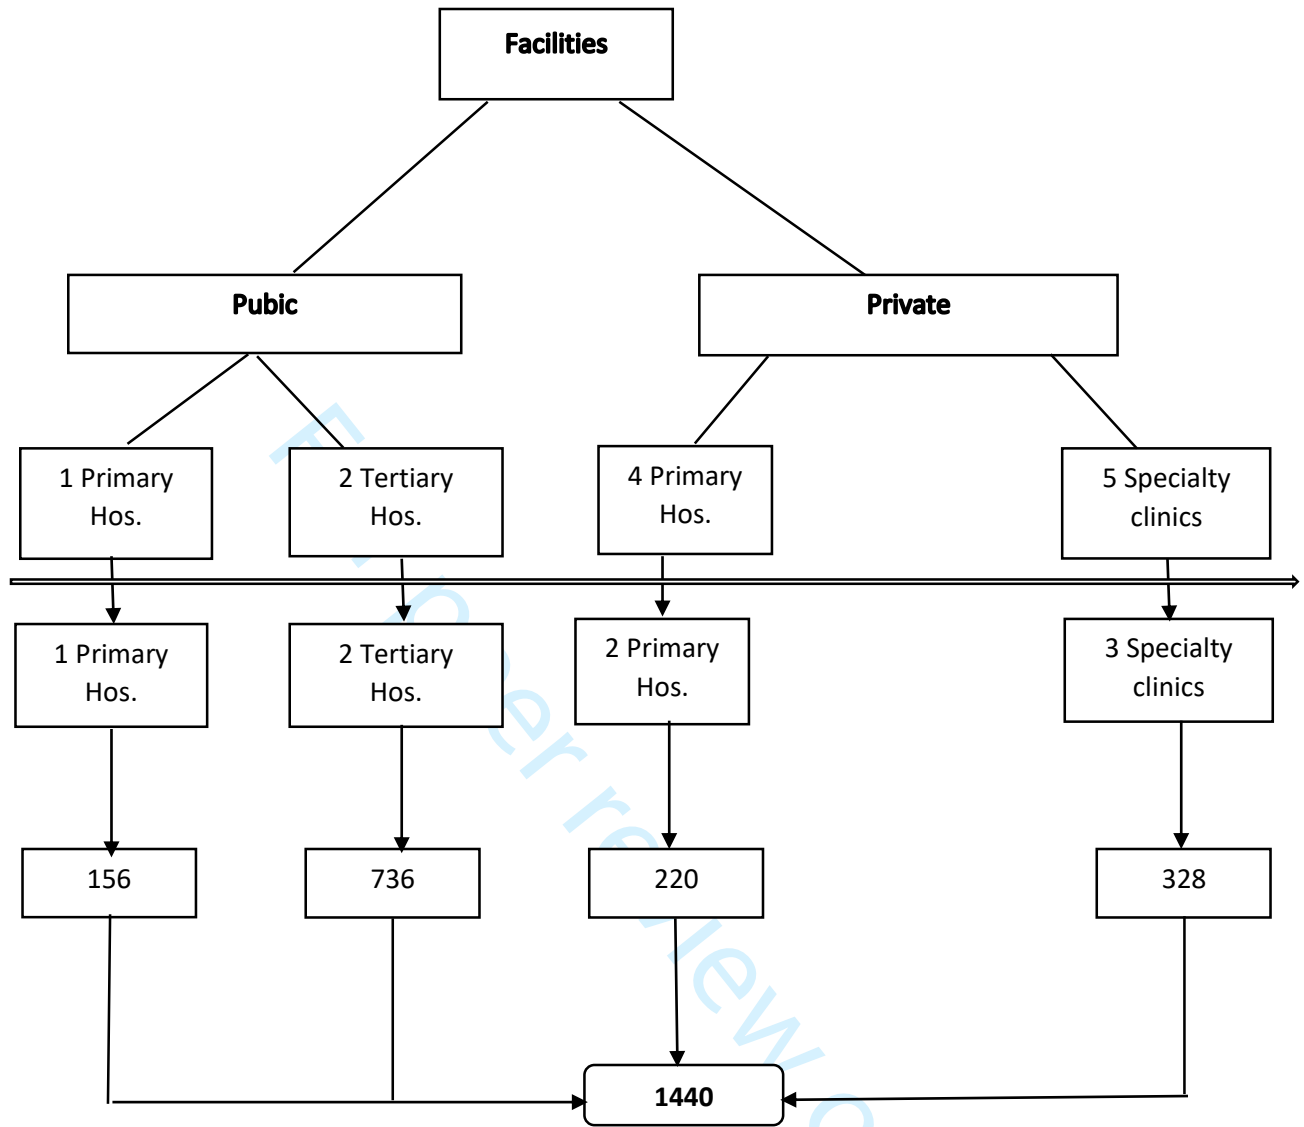 Facilities
Pubic
Private
1 Primary
Hos.
2 Tertiary
Hos.
4 Primary
Hos.
5 Specialty
clinics
1 Primary
Hos.
2 Tertiary
Hos.
2 Primary
Hos.
3 Specialty
clinics
156
736
220
328
1440